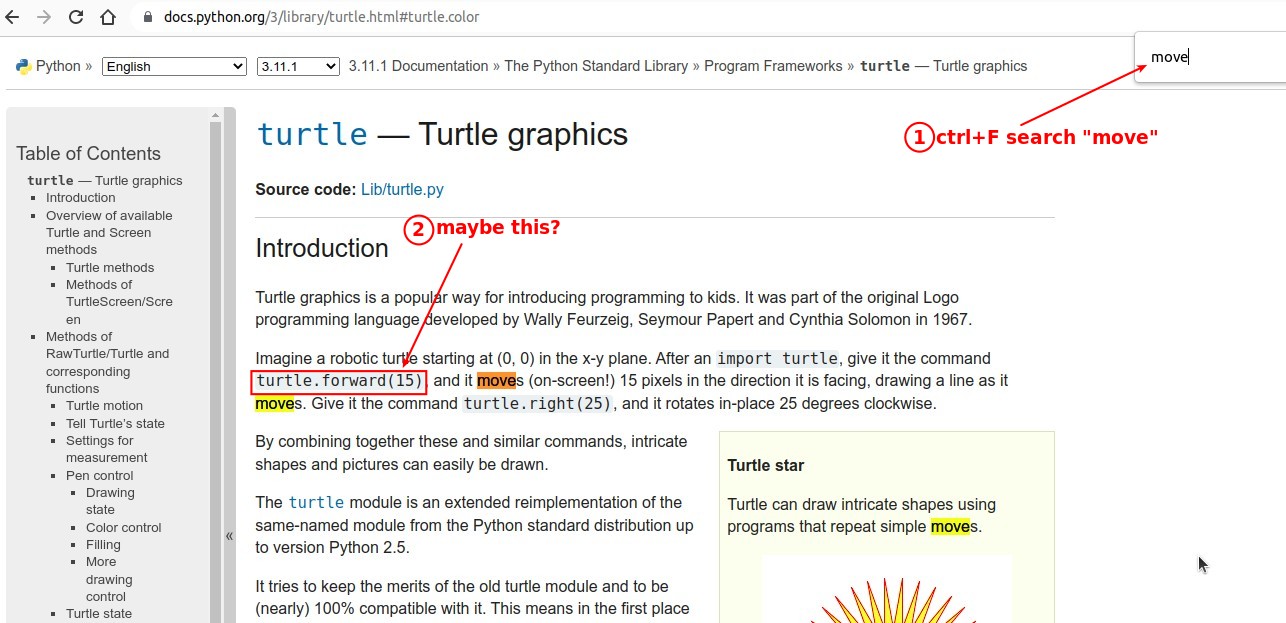 docs.python.org/3/library/turtle.html#turtle.color
Python » English 3.11.1 3.11.1 Documentation » The Python Standard Library » Program Frameworks » turtle — Turtle graphics
move
1 ctrl+F search "move"
Table of Contents
turtle — Turtle graphics
Introduction
Overview of available
Turtle and Screen
methods
Turtle methods
Methods of
TurtleScreen/Scre
en
Methods of
RawTurtle/Turtle and
corresponding
functions
Turtle motion
Tell Turtle's state
Settings for
measurement
Pen control
Drawing
state
Color control
Filling
More
drawing
control
Turtle state
«
turtle — Turtle graphics
Source code: Lib/turtle.py
2 maybe this?
Introduction
Turtle graphics is a popular way for introducing programming to kids. It was part of the original Logo
programming language developed by Wally Feurzeig, Seymour Papert and Cynthia Solomon in 1967.
Imagine a robotic turtle starting at (0, 0) in the x-y plane. After an import turtle, give it the command
turtle.forward(15), and it moves (on-screen!) 15 pixels in the direction it is facing, drawing a line as it
moves. Give it the command turtle.right(25), and it rotates in-place 25 degrees clockwise.
By combining together these and similar commands, intricate
shapes and pictures can easily be drawn.
The turtle module is an extended reimplementation of the
same-named module from the Python standard distribution up
to version Python 2.5.
It tries to keep the merits of the old turtle module and to be
(nearly) 100% compatible with it. This means in the first place
Turtle star
Turtle can draw intricate shapes using
programs that repeat simple moves.